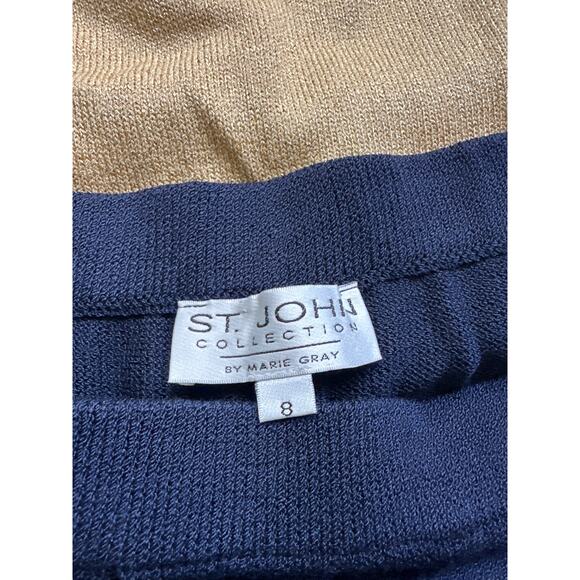 ST. JOHN
COLLECTION
BY MARIE GRAY
8